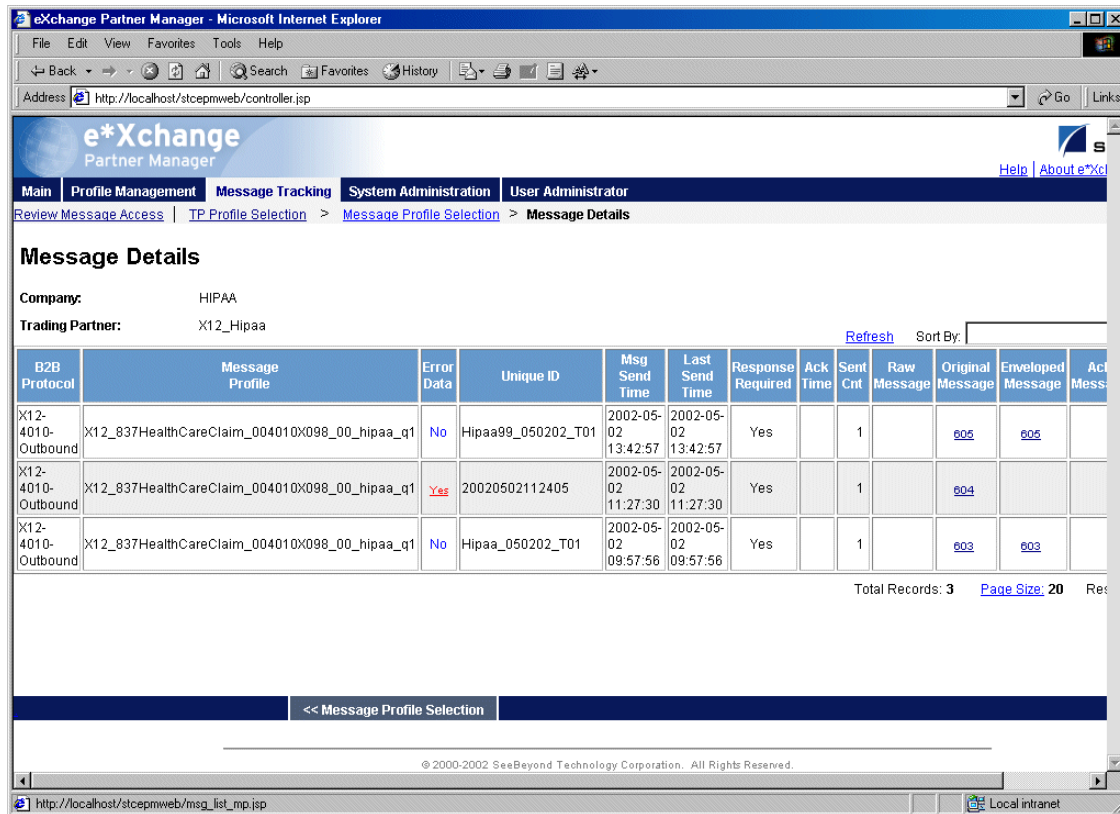 eXchange Partner Manager - Microsoft Internet Explorer
File Edit View Favorites Tools Help
Back Search Favorites History
Address http://localhost/stcepmweb/controller.jsp Go Links
e*Xchange
Partner Manager
s
Help | About e*Xcl
Main Profile Management Message Tracking System Administration User Administrator
Review Message Access | TP Profile Selection > Message Profile Selection > Message Details
Message Details
Company: HIPAA
Trading Partner: X12_Hipaa
Refresh Sort By:
B2B Protocol Message Profile Error Data Unique ID Msg Send Time Last Send Time Response Required Ack Time Sent Cnt Raw Message Original Message Enveloped Message
X12-4010-Outbound X12_837HealthCareClaim_004010X098_00_hipaa_q1 No Hipaa99_050202_T01 2002-05-02 13:42:57 2002-05-02 13:42:57 Yes 1 605 605
X12-4010-Outbound X12_837HealthCareClaim_004010X098_00_hipaa_q1 Yes 20020502112405 2002-05-02 11:27:30 2002-05-02 11:27:30 Yes 1 604
X12-4010-Outbound X12_837HealthCareClaim_004010X098_00_hipaa_q1 No Hipaa_050202_T01 2002-05-02 09:57:56 2002-05-02 09:57:56 Yes 1 603 603
Total Records: 3 Page Size: 20 Res
<< Message Profile Selection
© 2000-2002 SeeBeyond Technology Corporation. All Rights Reserved.
http://localhost/stcepmweb/msg_list_mp.jsp Local intranet